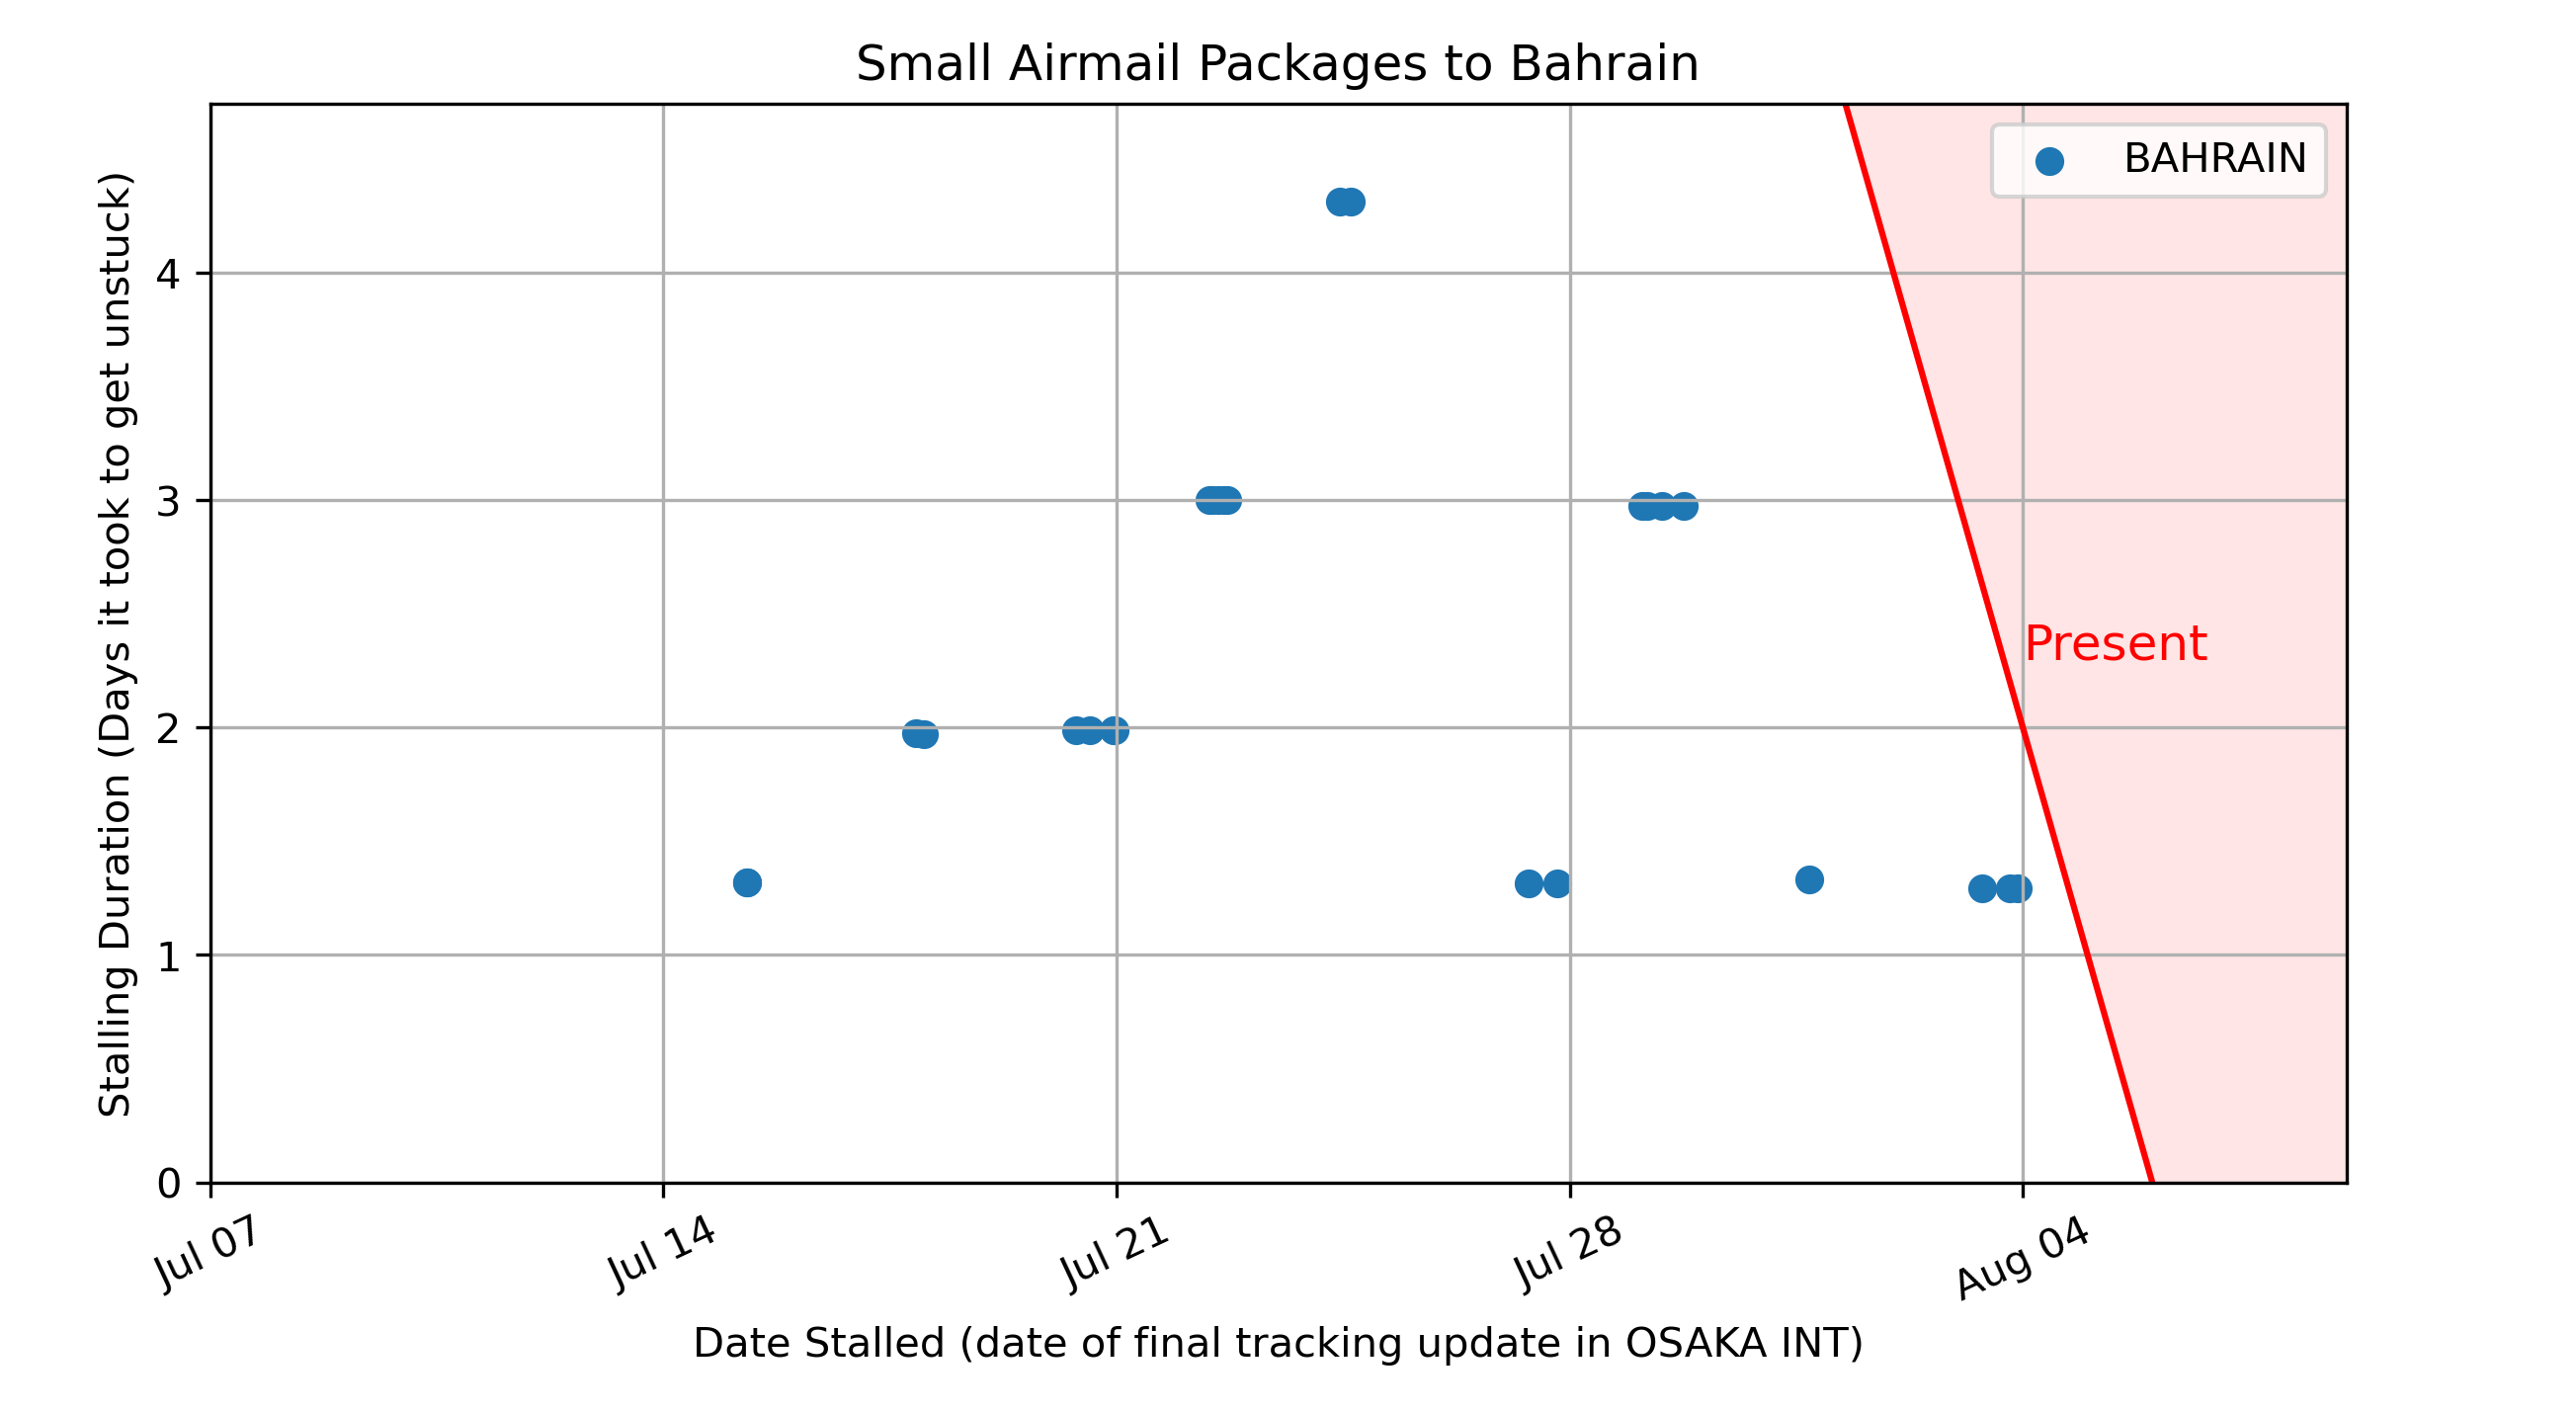 Small Airmail Packages to Bahrain
BAHRAIN
Stalling Duration (Days it took to get unstuck)
4
3
2
1
0
Present
Jul 07
Jul 14
Jul 21
Jul 28
Aug 04
Date Stalled (date of final tracking update in OSAKA INT)